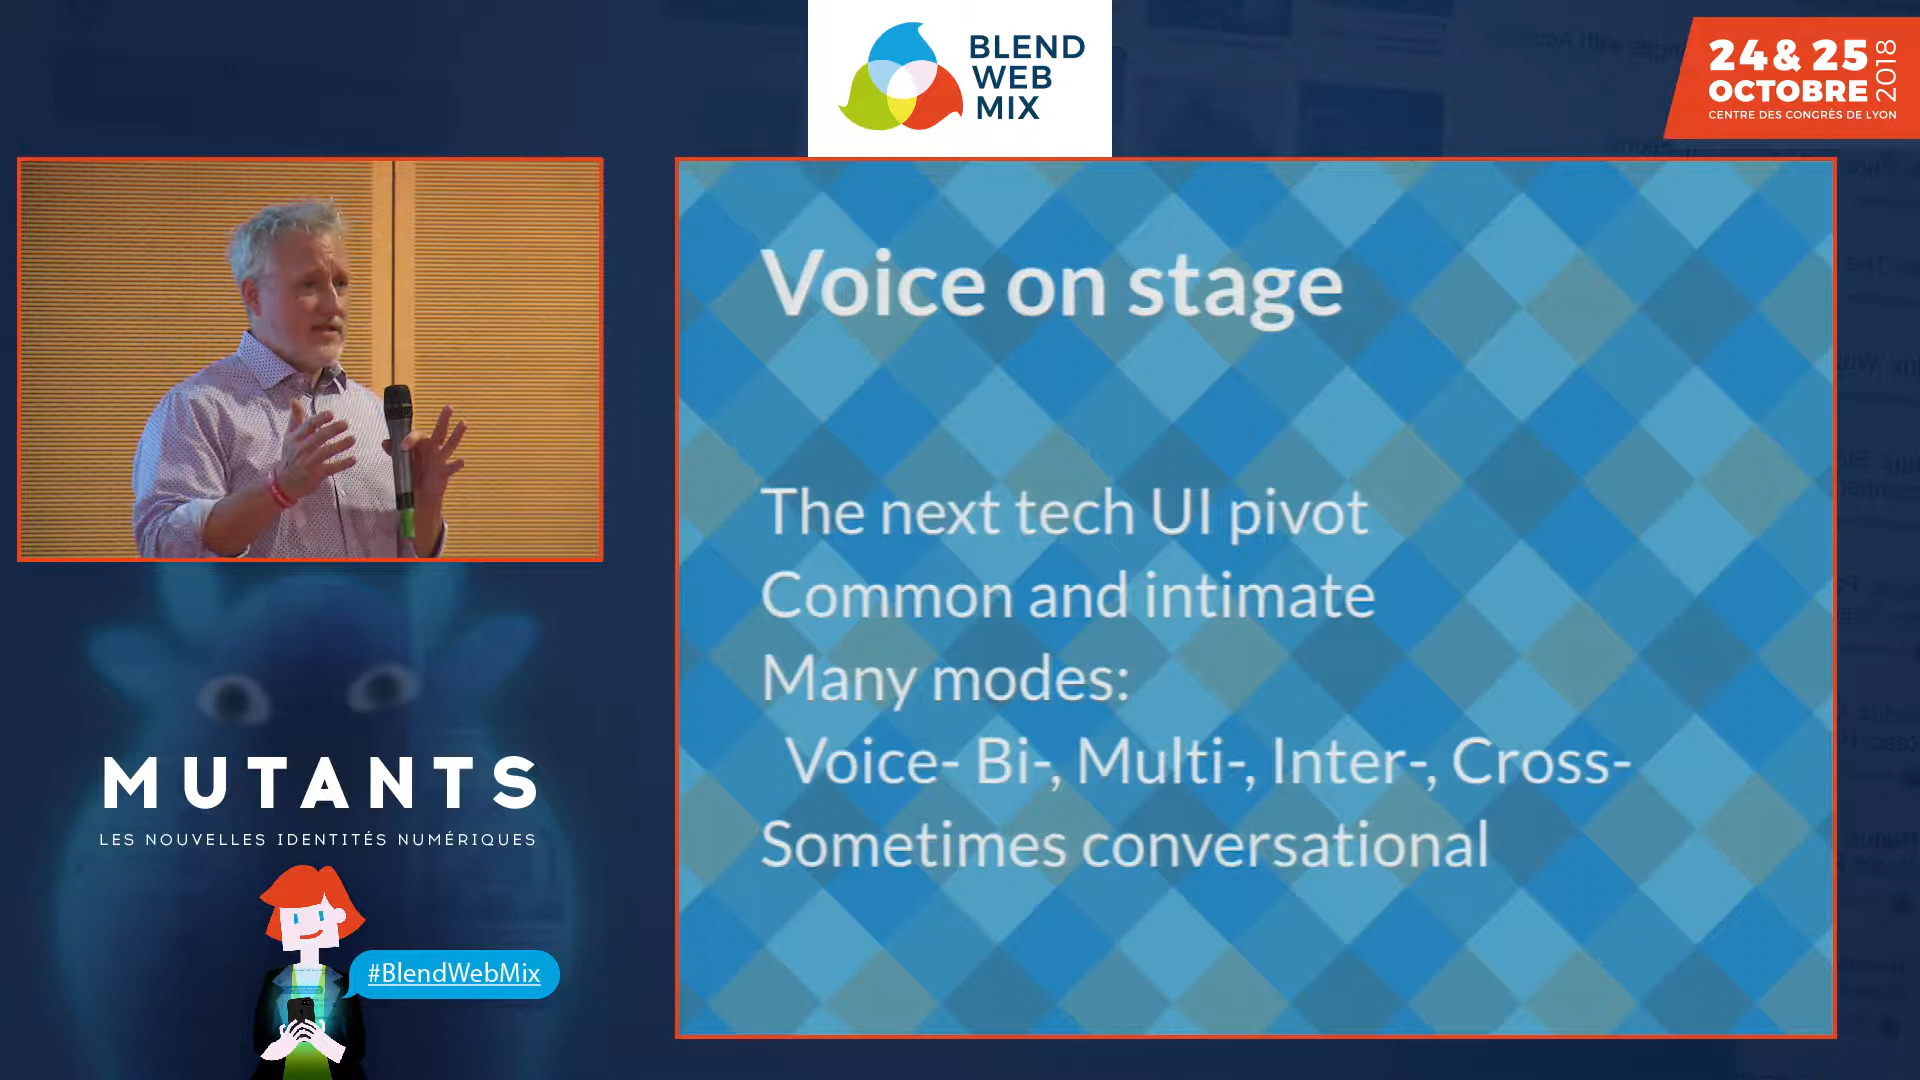 BLEND
WEB
MIX
24 & 25
OCTOBRE
2018
CENTRE DES CONGRÈS DE LYON
Voice on stage
The next tech UI pivot
Common and intimate
Many modes:
Voice- Bi-, Multi-, Inter-, Cross-
Sometimes conversational
MUTANTS
LES NOUVELLES IDENTITÉS NUMÉRIQUES
#BlendWebMix